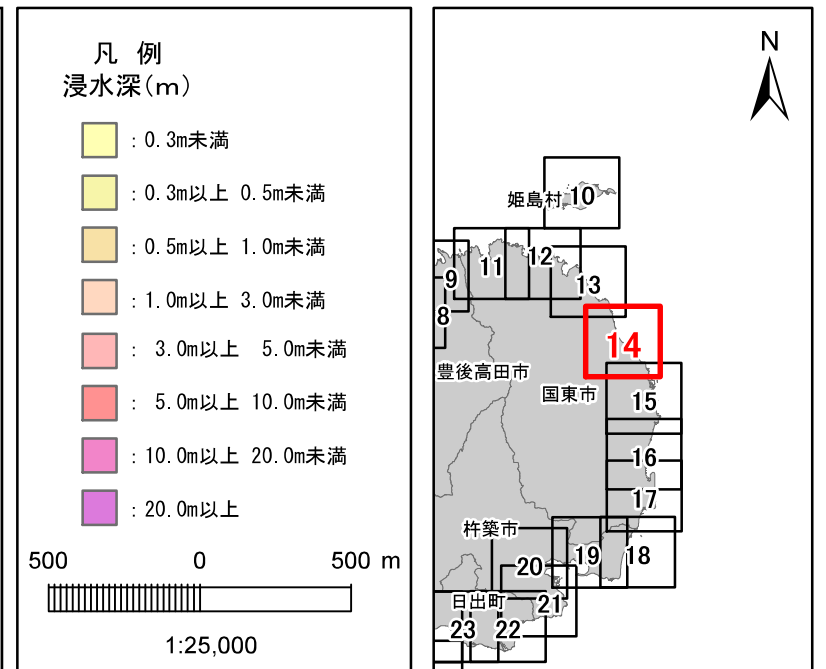 凡 例
浸水深(m)
: 0.3m未満
: 0.3m以上 0.5m未満
: 0.5m以上 1.0m未満
: 1.0m以上 3.0m未満
: 3.0m以上 5.0m未満
: 5.0m以上 10.0m未満
: 10.0m以上 20.0m未満
: 20.0m以上
500 0 500 m
1:25,000
N
姫島村 10
12
11
9
13
8
14
豊後高田市
国東市
15
16
17
杵築市
19
18
20
日出町
21
22
23